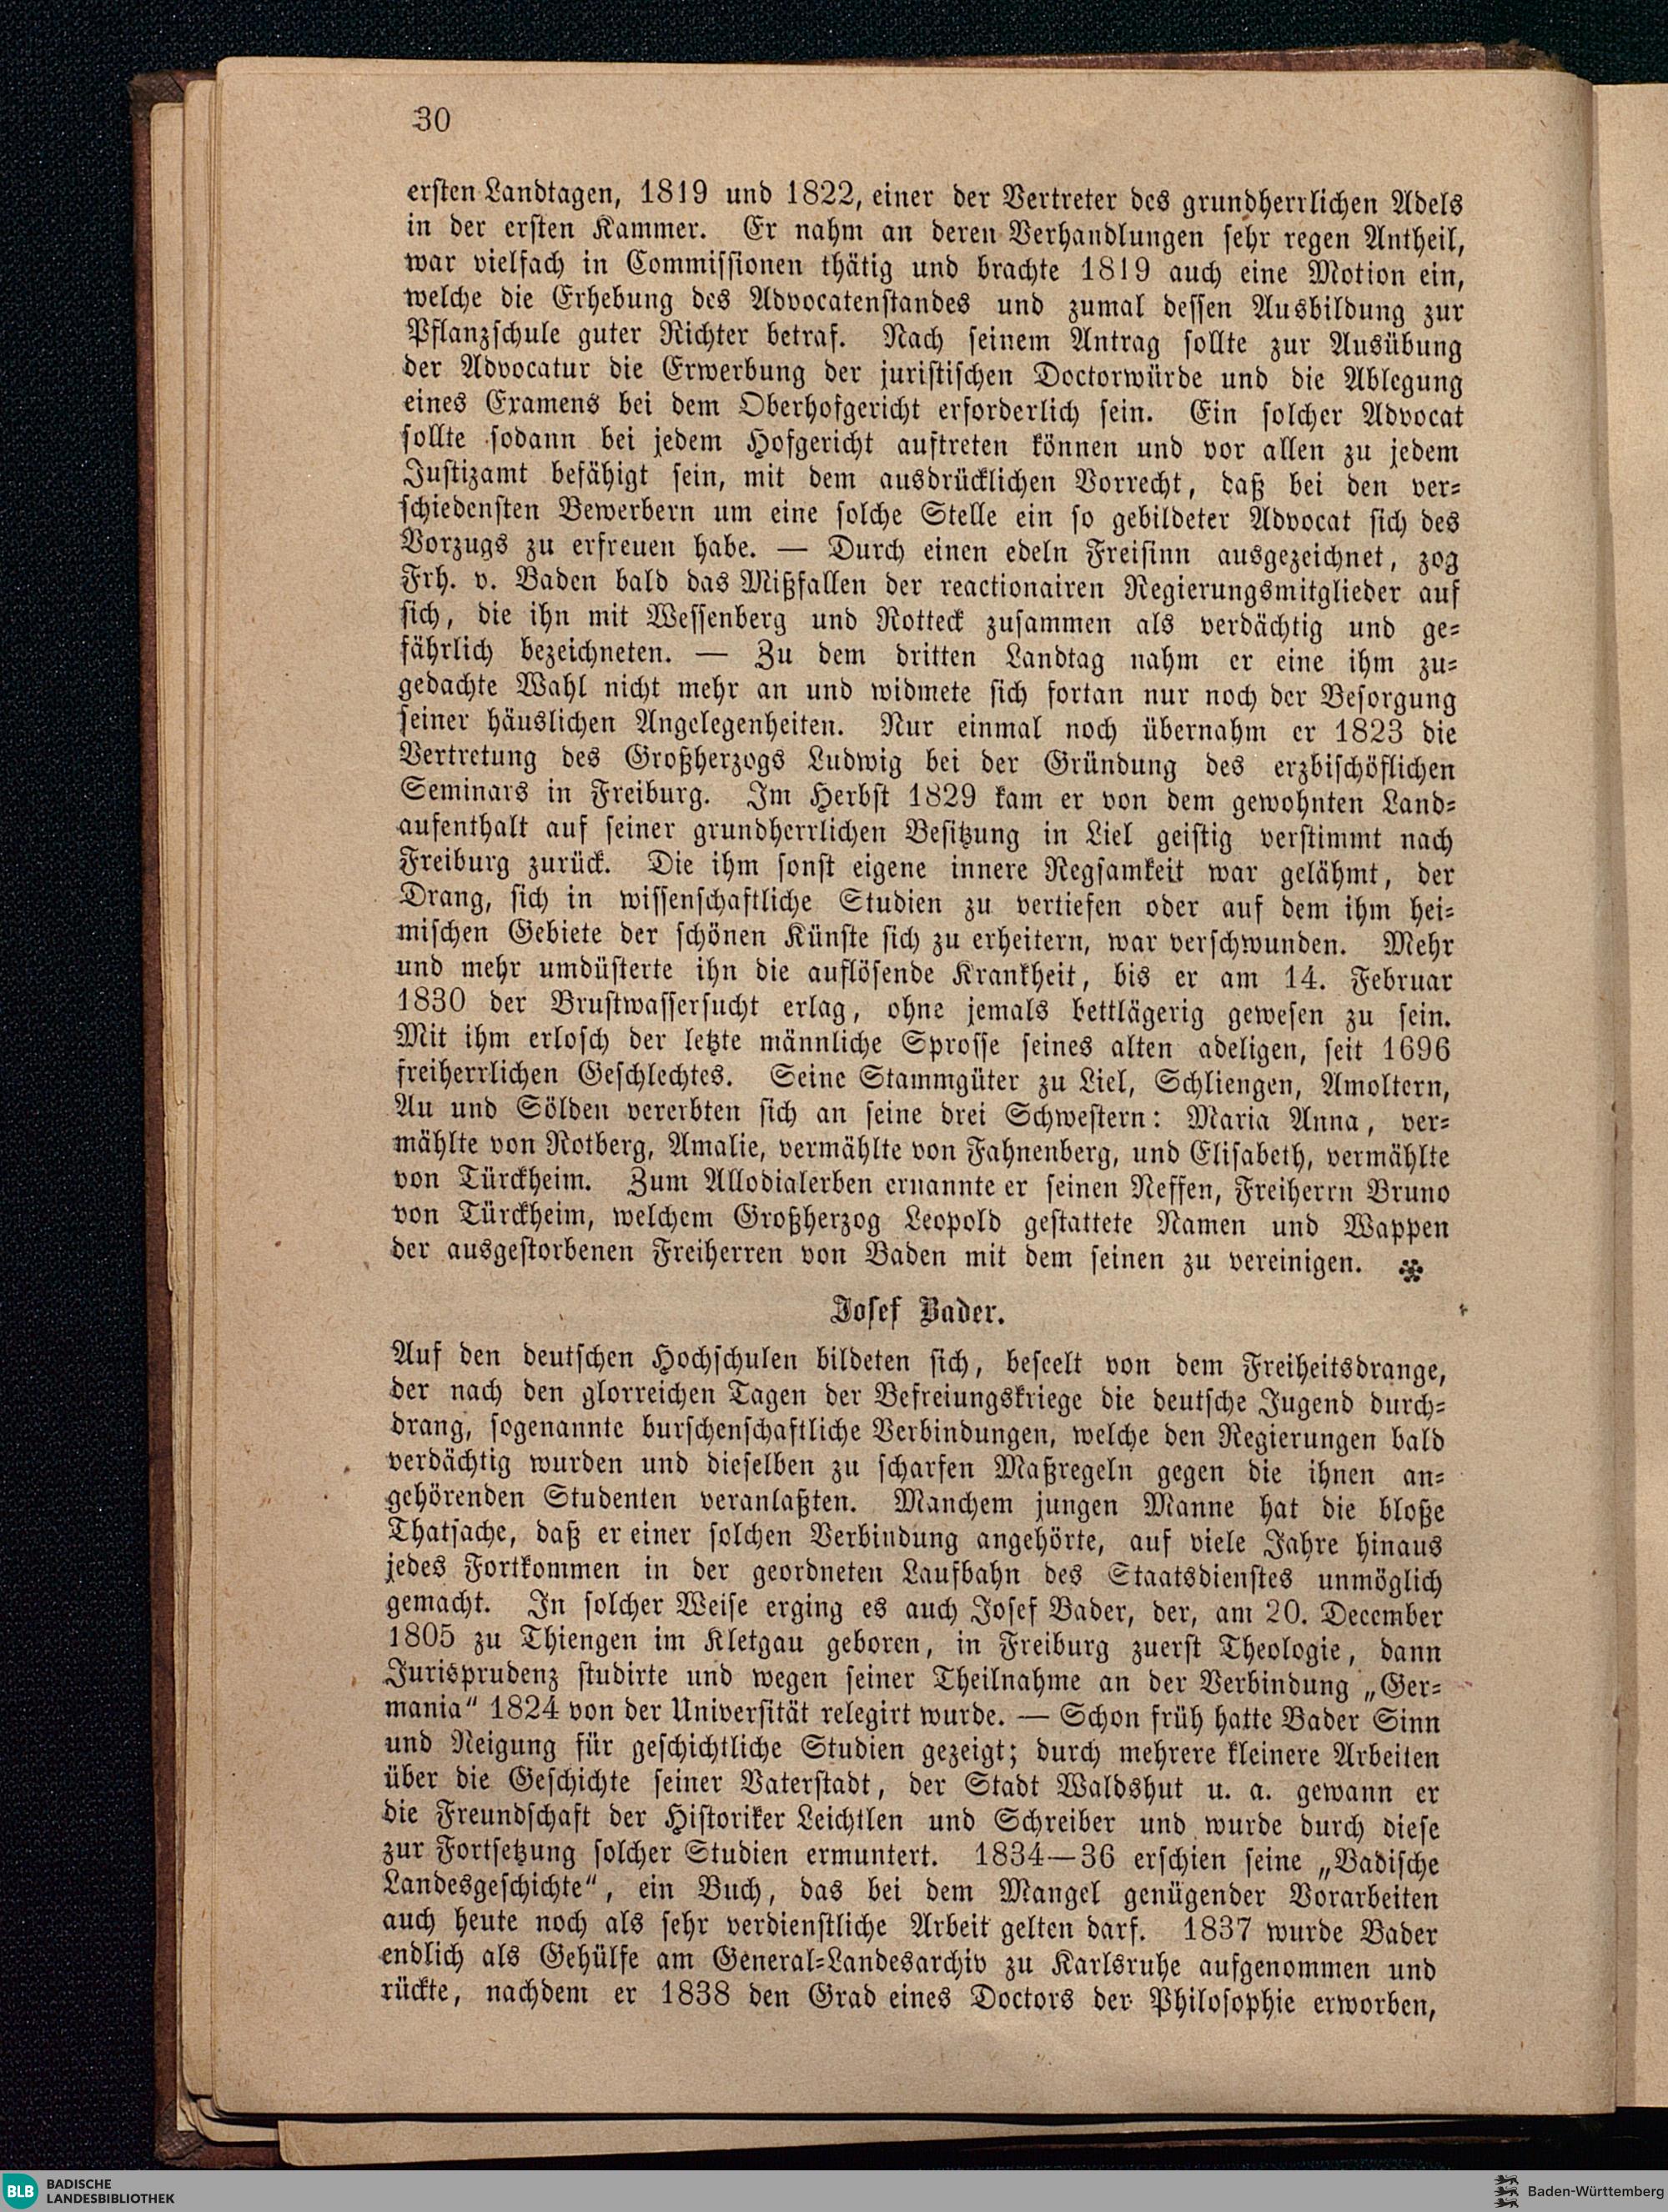 30
ersten Landtagen, 1819 und 1822, einer der Vertreter des grundherrlichen Adels
in der ersten Kammer. Er nahm an deren Verhandlungen sehr regen Antheil,
war vielfach in Commissionen thätig und brachte 1819 auch eine Motion ein,
welche die Erhebung des Advocatenstandes und zumal dessen Ausbildung zur
Pflanzschule guter Richter betraf. Nach seinem Antrag sollte zur Ausübung
der Advocatur die Erwerbung der juristischen Doctorwürde und die Ablegung
eines Examens bei dem Oberhofgericht erforderlich sein. Ein solcher Advocat
sollte sodann bei jedem Hofgericht auftreten können und vor allen zu jedem
Justizamt befähigt sein, mit dem ausdrücklichen Vorrecht, daß bei den ver-
schiedensten Bewerbern um eine solche Stelle ein so gebildeter Advocat sich des
Vorzugs zu erfreuen habe. — Durch einen edeln Freisinn ausgezeichnet, zog
Frh. v. Baden bald das Mißfallen der reactionairen Regierungsmitglieder auf
sich, die ihn mit Wessenberg und Rotteck zusammen als verdächtig und ge-
fährlich bezeichneten. — Zu dem dritten Landtag nahm er eine ihm zu-
gedachte Wahl nicht mehr an und widmete sich fortan nur noch der Besorgung
seiner häuslichen Angelegenheiten. Nur einmal noch übernahm er 1823 die
Vertretung des Großherzogs Ludwig bei der Gründung des erzbischöflichen
Seminars in Freiburg. Im Herbst 1829 kam er von dem gewohnten Land-
aufenthalt auf seiner grundherrlichen Besitzung in Liel geistig verstimmt nach
Freiburg zurück. Die ihm sonst eigene innere Regsamkeit war gelähmt, der
Drang, sich in wissenschaftliche Studien zu vertiefen oder auf dem ihm hei-
mischen Gebiete der schönen Künste sich zu erheitern, war verschwunden. Mehr
und mehr umdüsterte ihn die auflösende Krankheit, bis er am 14. Februar
1830 der Brustwassersucht erlag, ohne jemals bettlägerig gewesen zu sein.
Mit ihm erlosch der letzte männliche Sprosse seines alten adeligen, seit 1696
freiherrlichen Geschlechtes. Seine Stammgüter zu Liel, Schliengen, Amoltern,
Au und Sölden vererbten sich an seine drei Schwestern: Maria Anna, ver-
mählte von Rotberg, Amalie, vermählte von Fahnenberg, und Elisabeth, vermählte
von Türckheim. Zum Allodialerben ernannte er seinen Neffen, Freiherrn Bruno
von Türckheim, welchem Großherzog Leopold gestattete Namen und Wappen
der ausgestorbenen Freiherren von Baden mit dem seinen zu vereinigen. ✼
Josef Bader.
Auf den deutschen Hochschulen bildeten sich, beseelt von dem Freiheitsdrange,
der nach den glorreichen Tagen der Befreiungskriege die deutsche Jugend durch-
drang, sogenannte burschenschaftliche Verbindungen, welche den Regierungen bald
verdächtig wurden und dieselben zu scharfen Maßregeln gegen die ihnen an-
gehörenden Studenten veranlaßten. Manchem jungen Manne hat die bloße
Thatsache, daß er einer solchen Verbindung angehörte, auf viele Jahre hinaus
jedes Fortkommen in der geordneten Laufbahn des Staatsdienstes unmöglich
gemacht. In solcher Weise erging es auch Josef Bader, der, am 20. December
1805 zu Thiengen im Kletgau geboren, in Freiburg zuerst Theologie, dann
Jurisprudenz studirte und wegen seiner Theilnahme an der Verbindung „Ger-
mania“ 1824 von der Universität relegirt wurde. — Schon früh hatte Bader Sinn
und Neigung für geschichtliche Studien gezeigt; durch mehrere kleinere Arbeiten
über die Geschichte seiner Vaterstadt, der Stadt Waldshut u. a. gewann er
die Freundschaft der Historiker Leichtlen und Schreiber und wurde durch diese
zur Fortsetzung solcher Studien ermuntert. 1834—36 erschien seine „Badische
Landesgeschichte“, ein Buch, das bei dem Mangel genügender Vorarbeiten
auch heute noch als sehr verdienstliche Arbeit gelten darf. 1837 wurde Bader
endlich als Gehülfe am General-Landesarchiv zu Karlsruhe aufgenommen und
rückte, nachdem er 1838 den Grad eines Doctors der Philosophie erworben,
BLB BADISCHE
LANDESBIBLIOTHEK
Baden-Württemberg